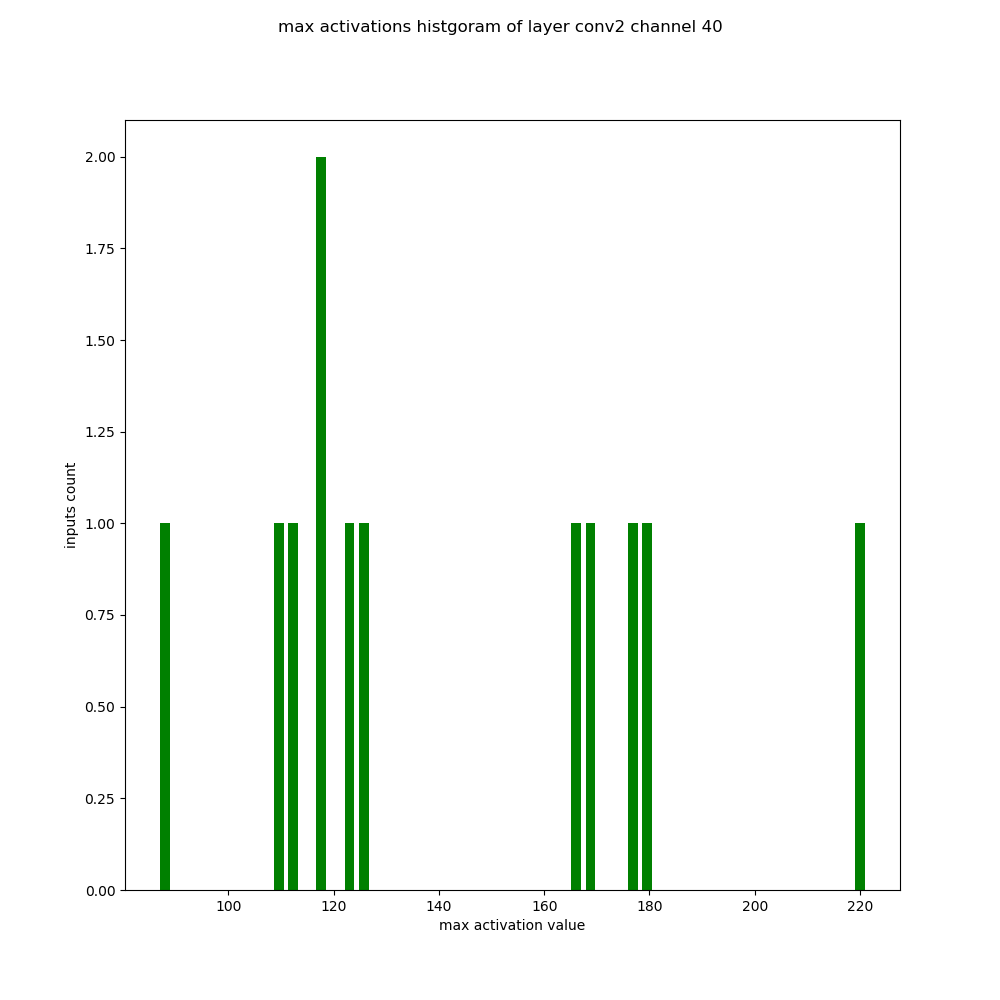 max activations histgoram of layer conv2 channel 40
2.00
1.75
1.50
1.25
1.00
0.75
0.50
0.25
0.00
inputs count
100 120 140 160 180 200 220
max activation value